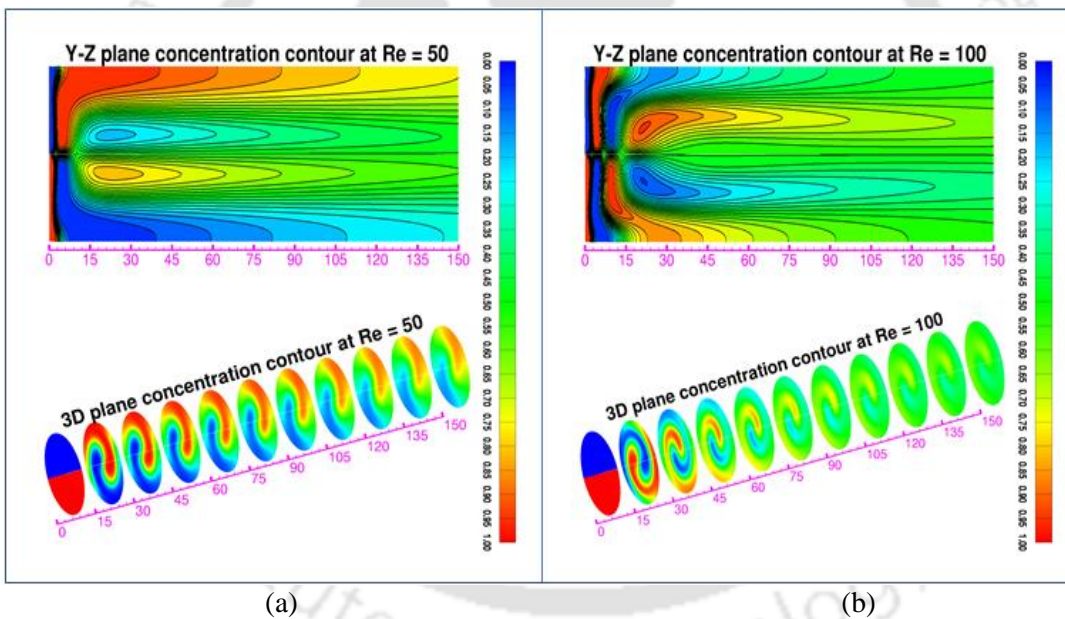 Y-Z plane concentration contour at Re = 50
0 15 30 45 60 75 90 105 120 135 150
3D plane concentration contour at Re = 50
0 15 30 45 60 75 90 105 120 135 150
0.00 0.05 0.10 0.15 0.20 0.25 0.30 0.35 0.40 0.45 0.50 0.55 0.60 0.65 0.70 0.75 0.80 0.85 0.90 0.95 1.00
Y-Z plane concentration contour at Re = 100
0 15 30 45 60 75 90 105 120 135 150
3D plane concentration contour at Re = 100
0 15 30 45 60 75 90 105 120 135 150
0.00 0.05 0.10 0.15 0.20 0.25 0.30 0.35 0.40 0.45 0.50 0.55 0.60 0.65 0.70 0.75 0.80 0.85 0.90 0.95 1.00
(a)
(b)